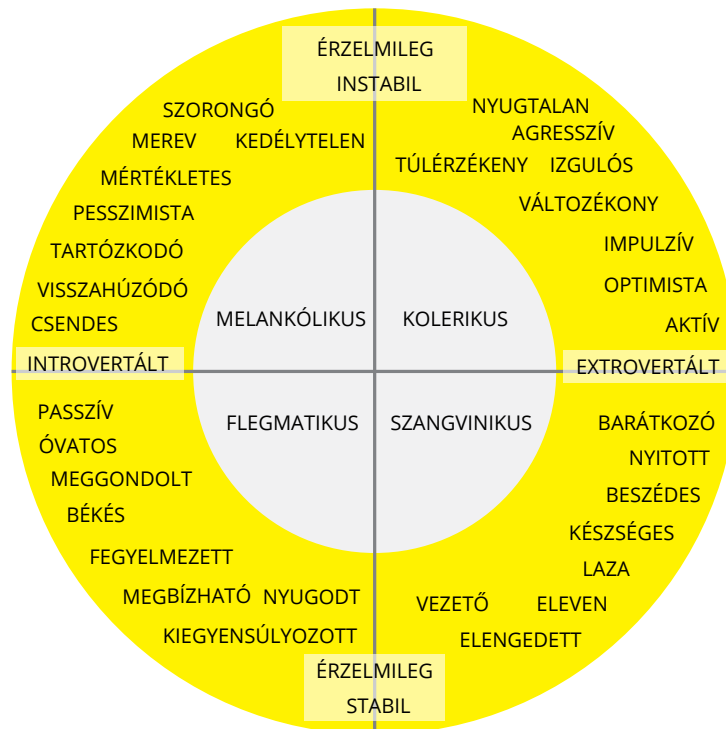 ÉRZELMILEG
INSTABIL
SZORONGÓ
MEREV
KEDÉLYTELEN
MÉRTÉKLETES
PESSZIMISTA
TARTÓZKODÓ
VISSZAHÚZÓDÓ
CSENDES
NYUGTALAN
AGRESSZÍV
TÚLÉRZÉKENY
IZGULÓS
VÁLTOZÉKONY
IMPULZÍV
OPTIMISTA
AKTÍV
MELANKÓLIKUS
KOLERIKUS
INTROVERTÁLT
EXTROVERTÁLT
FLEGMATIKUS
SZANGVINIKUS
PASSZÍV
ÓVATOS
MEGGONDOLT
BÉKÉS
FEGYELMEZETT
MEGBÍZHATÓ
NYUGODT
KIEGYENSÚLYOZOTT
BARÁTKOZÓ
NYITOTT
BESZÉDES
KÉSZSÉGES
LAZA
VEZETŐ
ELEVEN
ELENGEDETT
ÉRZELMILEG
STABIL